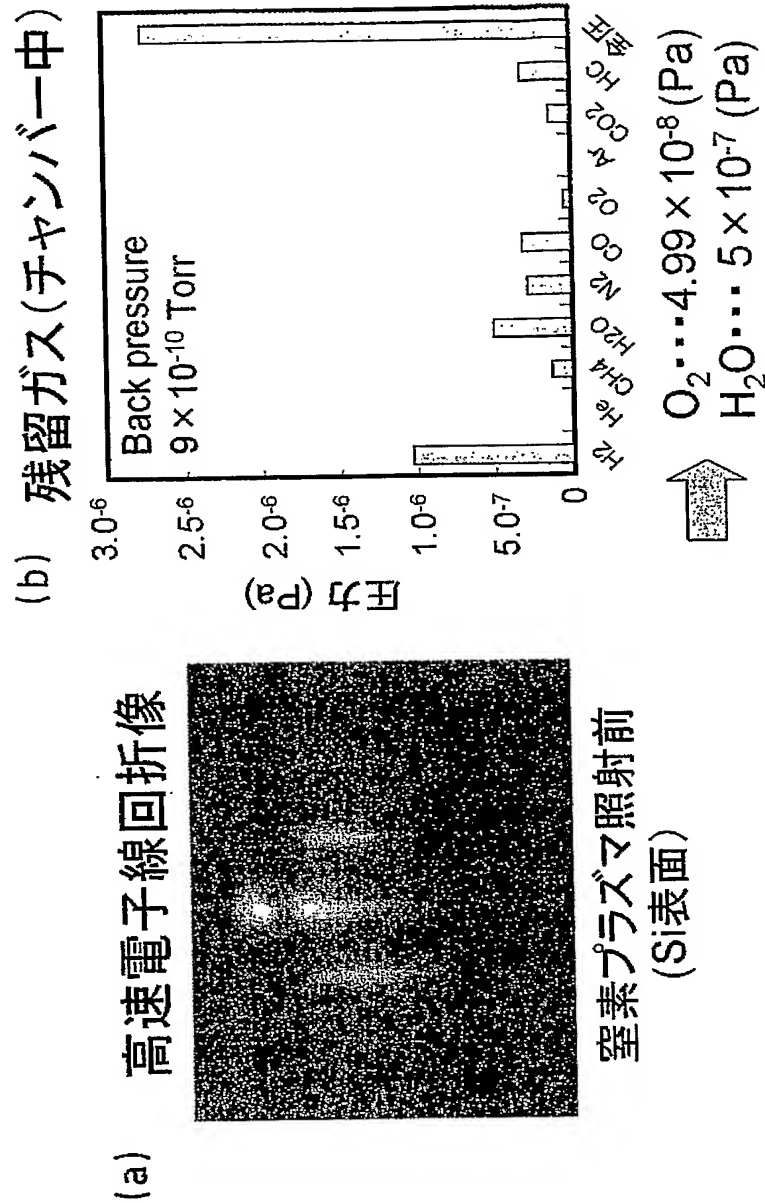 (a)
高速電子線回折像
窒素プラズマ照射前
(Si表面)
(b) 残留ガス(チャンバー中)
圧力 (Pa)
3.0⁻⁶
2.5⁻⁶
1.5⁻⁶
1.0⁻⁶
5.0⁻⁷
0
Back pressure
9×10⁻¹⁰ Torr
H2 He CH4 H2O N2 CO O2 Ar CO2 HC 全圧
O₂・・・4.99×10⁻⁸ (Pa)
H₂O・・・ 5×10⁻⁷ (Pa)